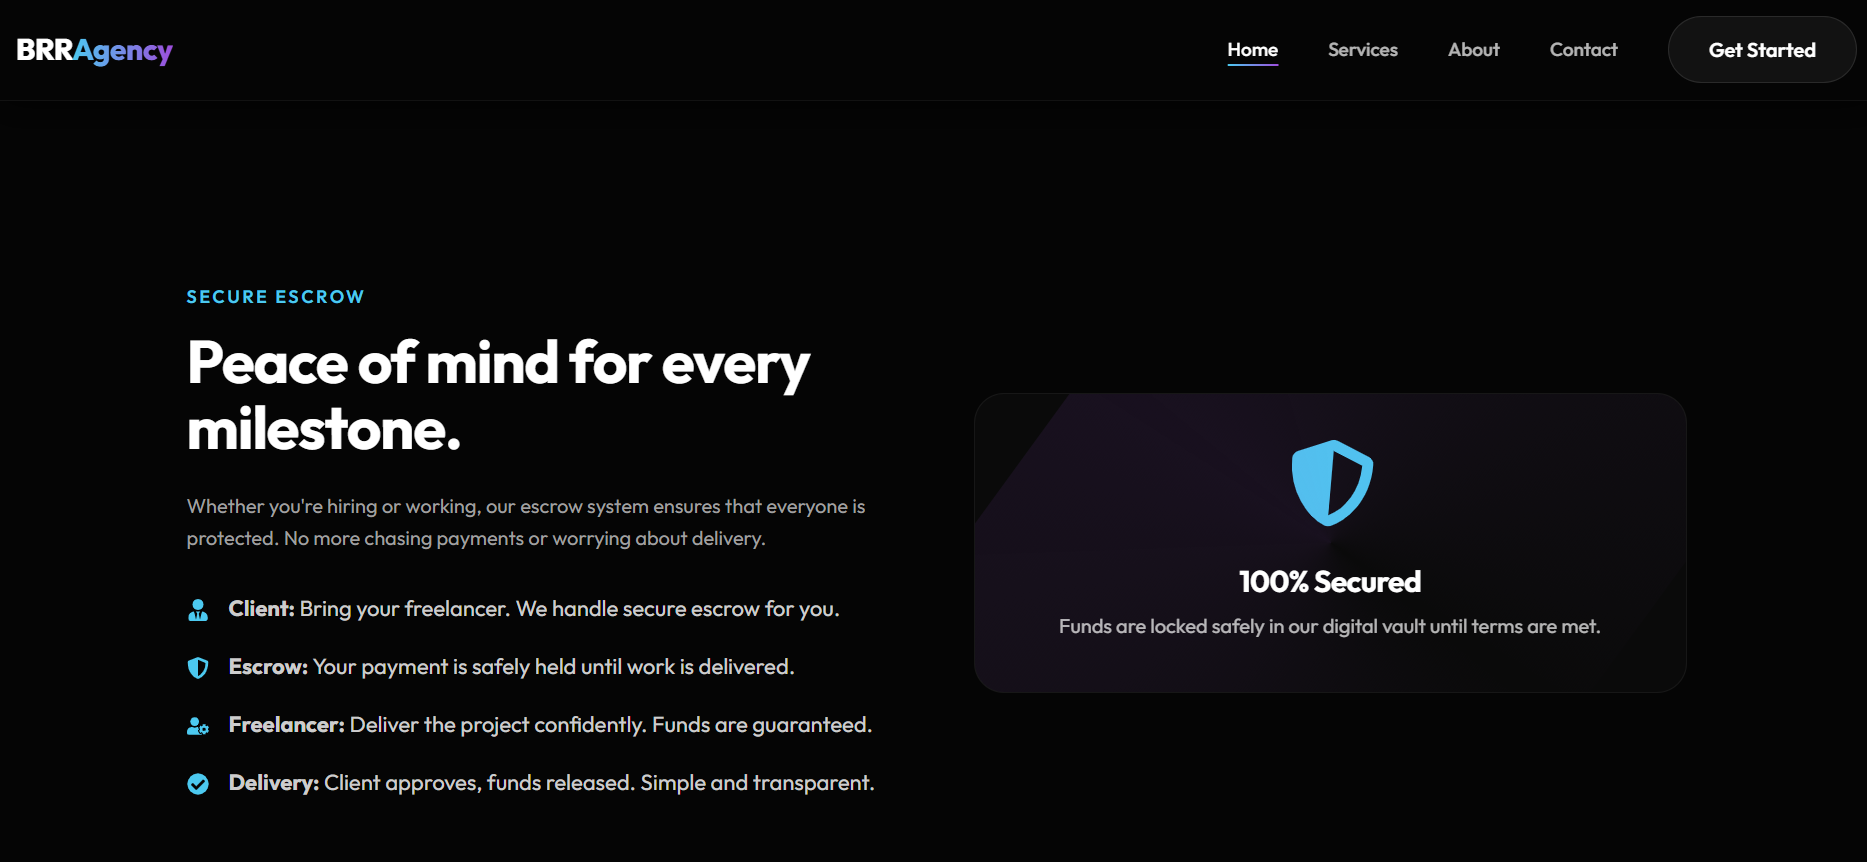 BRRAgency
Home
Services
About
Contact
Get Started
SECURE ESCROW
Peace of mind for every
milestone.
Whether you're hiring or working, our escrow system ensures that everyone is
protected. No more chasing payments or worrying about delivery.
Client: Bring your freelancer. We handle secure escrow for you.
Escrow: Your payment is safely held until work is delivered.
Freelancer: Deliver the project confidently. Funds are guaranteed.
Delivery: Client approves, funds released. Simple and transparent.
100% Secured
Funds are locked safely in our digital vault until terms are met.